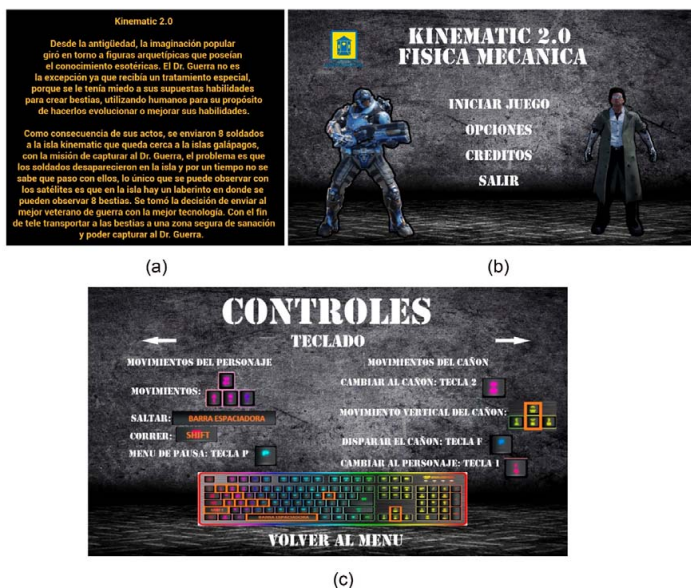 Kinematic 2.0
Desde la antigüedad, la imaginación popular
giró en torno a figuras arquetípicas que poseían
el conocimiento esotéricas. El Dr. Guerra no es
la excepción ya que recibía un tratamiento especial,
porque se le tenía miedo a sus supuestas habilidades
para crear bestias, utilizando humanos para su propósito
de hacerlos evolucionar o mejorar sus habilidades.
Como consecuencia de sus actos, se enviaron 8 soldados
a la isla kinematic que queda cerca a la islas galápagos,
con la misión de capturar al Dr. Guerra, el problema es que
los soldados desaparecieron en la isla y por un tiempo no se
sabe que paso con ellos, lo único que se puede observar con
los satélites es que en la isla hay un laberinto en donde se
pueden observar 8 bestias. Se tomó la decisión de enviar al
mejor veterano de guerra con la mejor tecnología. Con el fin
de tele transportar a las bestias a una zona segura de sanación
y poder capturar al Dr. Guerra.
(a)
KINEMATIC 2.0
FISICA MECANICA
INICIAR JUEGO
OPCIONES
CREDITOS
SALIR
(b)
CONTROLES
TECLADO
MOVIMIENTOS DEL PERSONAJE
MOVIMIENTOS:
SALTAR: BARRA ESPACIADORA
CORRER: SHIFT
MENU DE PAUSA: TECLA P
MOVIMIENTOS DEL CAÑON
CAMBIAR AL CAÑON: TECLA 2
MOVIMIENTO VERTICAL DEL CAÑON:
DISPARAR EL CAÑON: TECLA F
CAMBIAR AL PERSONAJE: TECLA 1
SHIFT
BARRA ESPACIADORA
VOLVER AL MENU
(c)